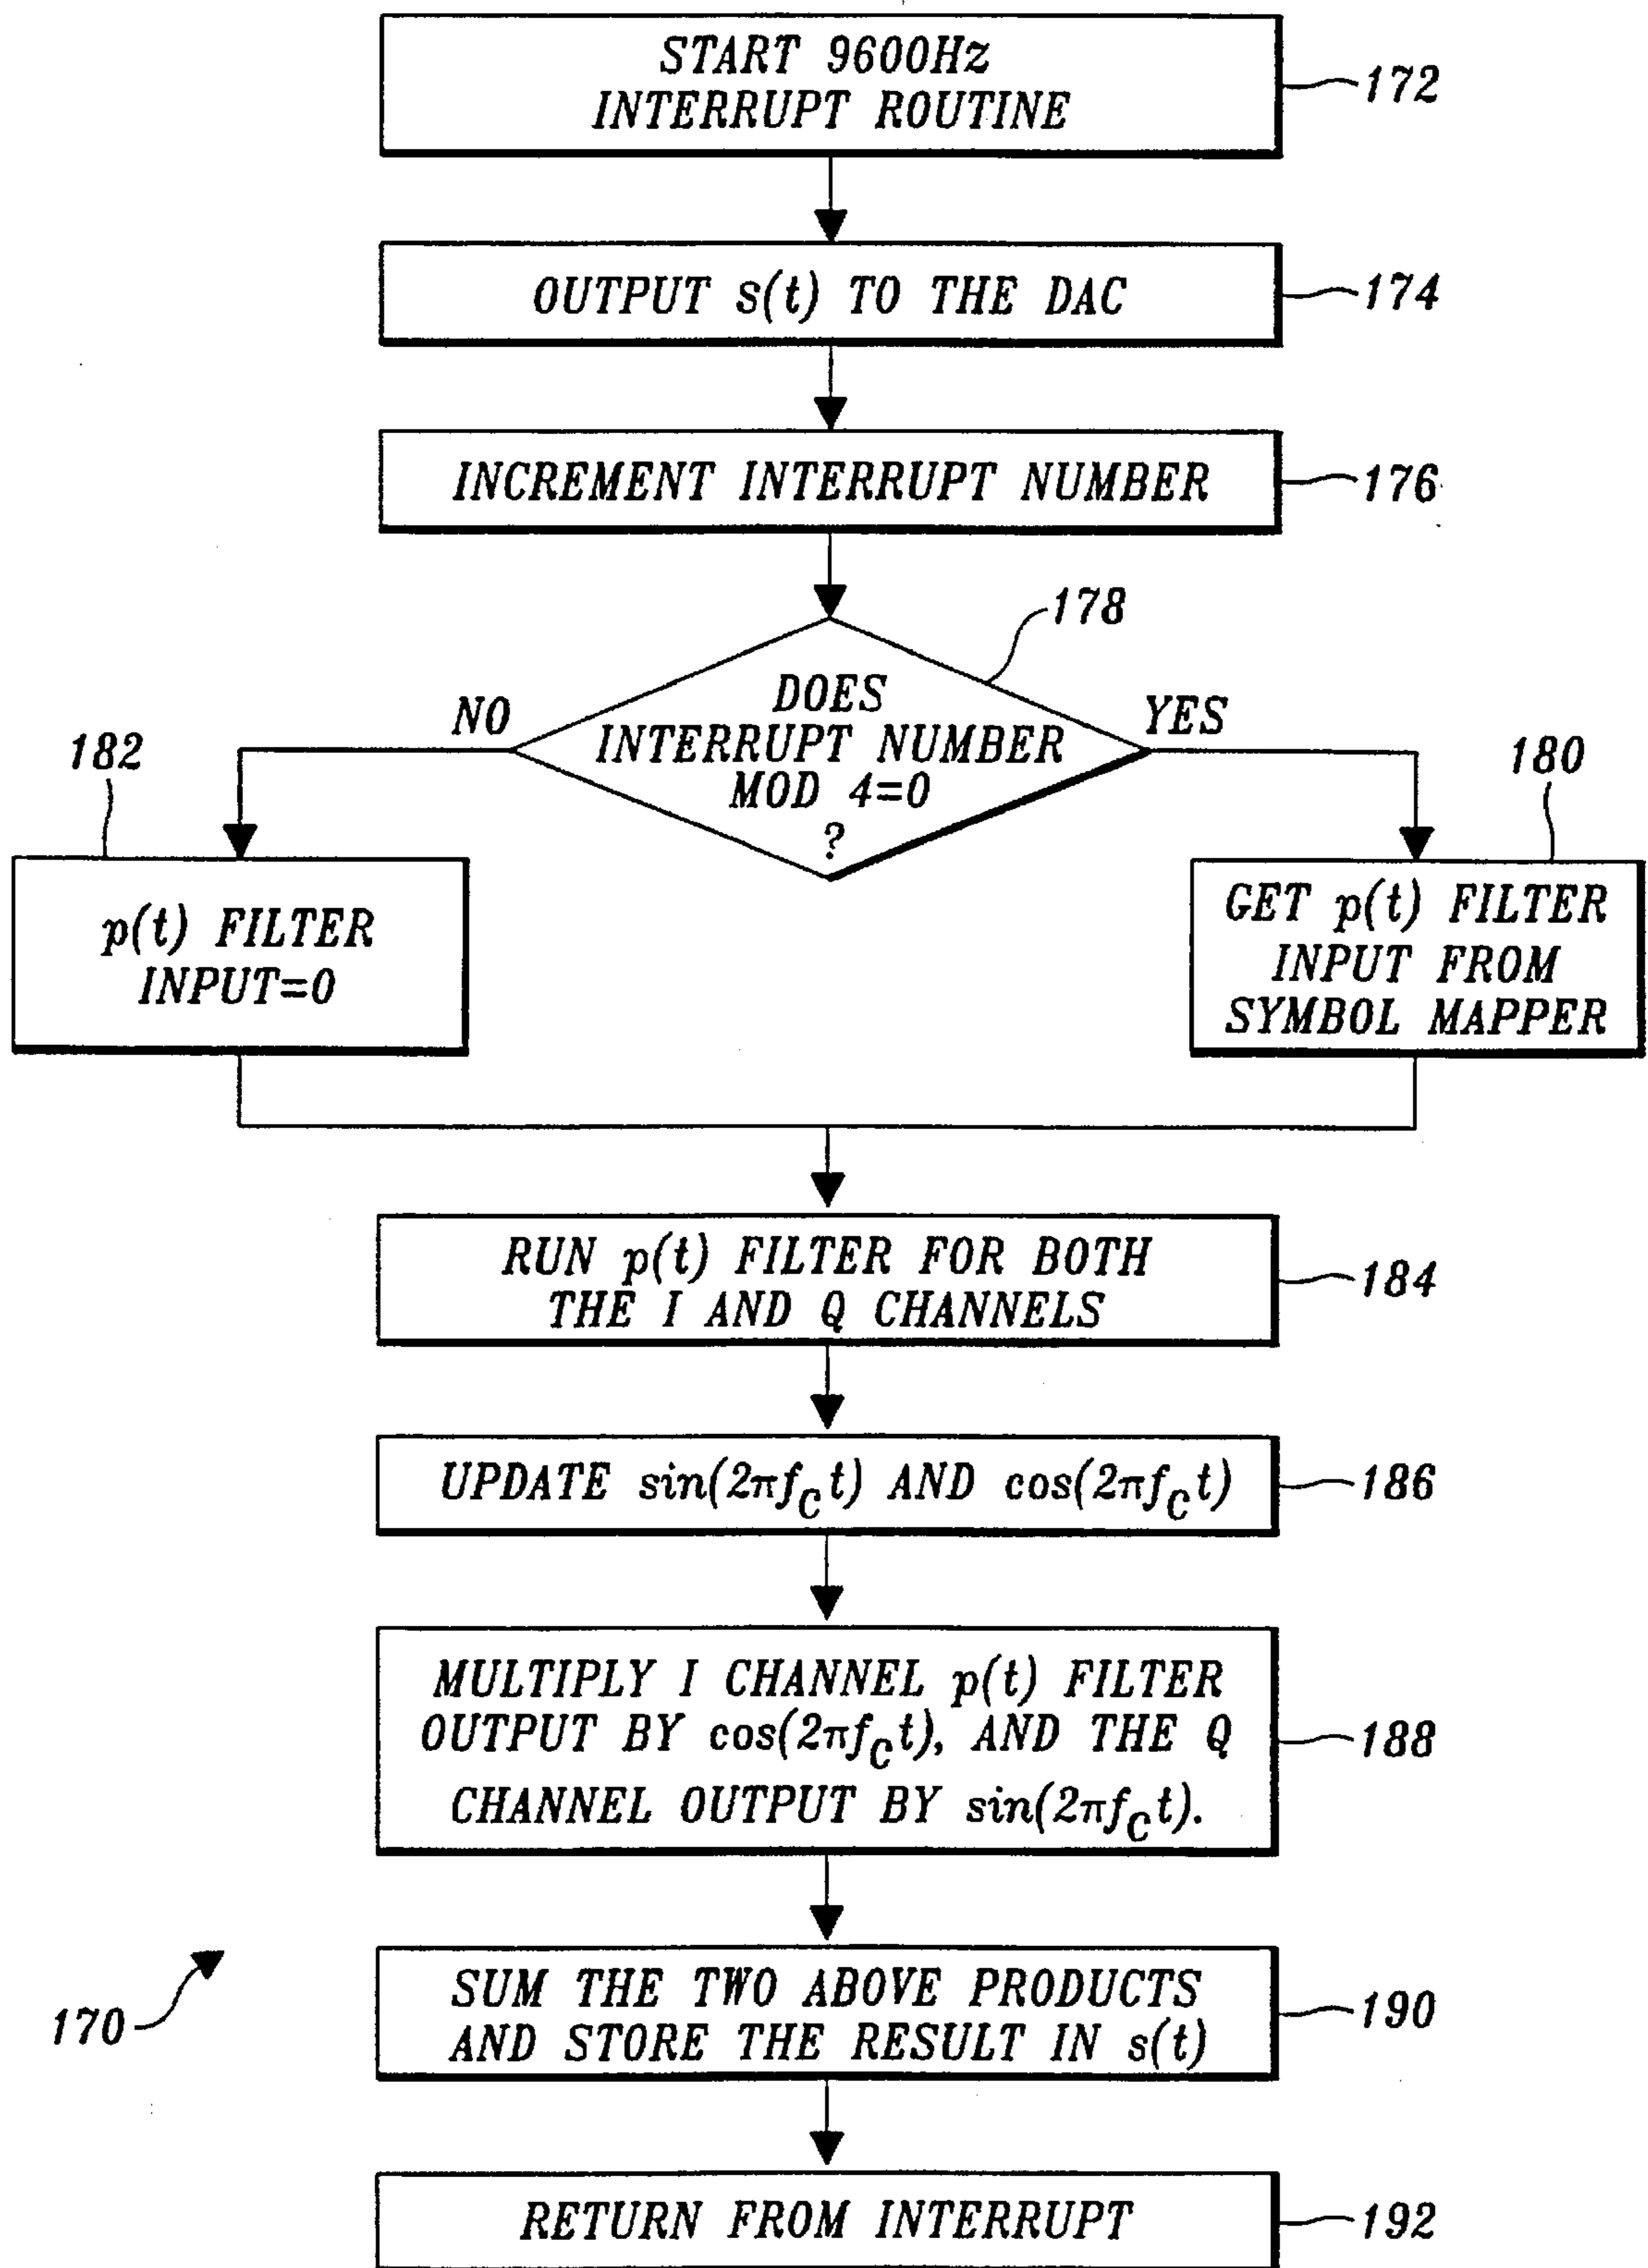 START 9600Hz
INTERRUPT ROUTINE
172
OUTPUT s(t) TO THE DAC
174
INCREMENT INTERRUPT NUMBER
176
178
DOES
INTERRUPT NUMBER
MOD 4=0
?
NO
YES
182
180
p(t) FILTER
INPUT=0
GET p(t) FILTER
INPUT FROM
SYMBOL MAPPER
RUN p(t) FILTER FOR BOTH
THE I AND Q CHANNELS
184
UPDATE sin(2πf_C t) AND cos(2πf_C t)
186
MULTIPLY I CHANNEL p(t) FILTER
OUTPUT BY cos(2πf_C t), AND THE Q
CHANNEL OUTPUT BY sin(2πf_C t).
188
SUM THE TWO ABOVE PRODUCTS
AND STORE THE RESULT IN s(t)
190
170
RETURN FROM INTERRUPT
192